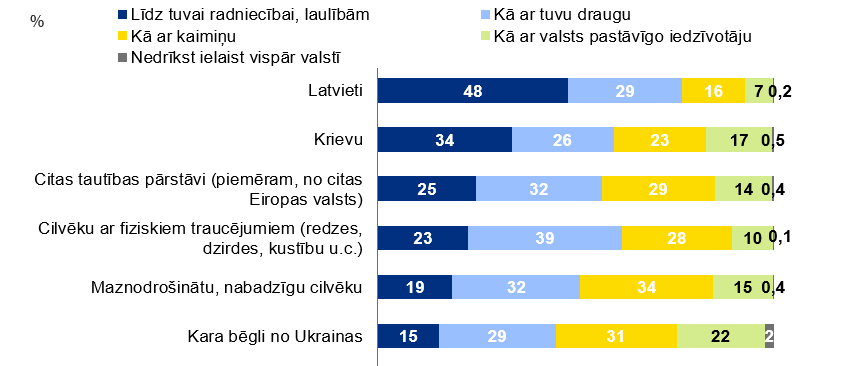 %
Līdz tuvai radniecībai, laulībām
Kā ar tuvu draugu
Kā ar kaimiņu
Kā ar valsts pastāvīgo iedzīvotāju
Nedrīkst ielaist vispār valstī
Latvieti 48 29 16 7 0,2
Krievu 34 26 23 17 0,5
Citas tautības pārstāvi (piemēram, no citas
Eiropas valsts) 25 32 29 14 0,4
Cilvēku ar fiziskiem traucējumiem (redzes,
dzirdes, kustību u.c.) 23 39 28 10 0,1
Maznodrošinātu, nabadzīgu cilvēku 19 32 34 15 0,4
Kara bēgli no Ukrainas 15 29 31 22 2